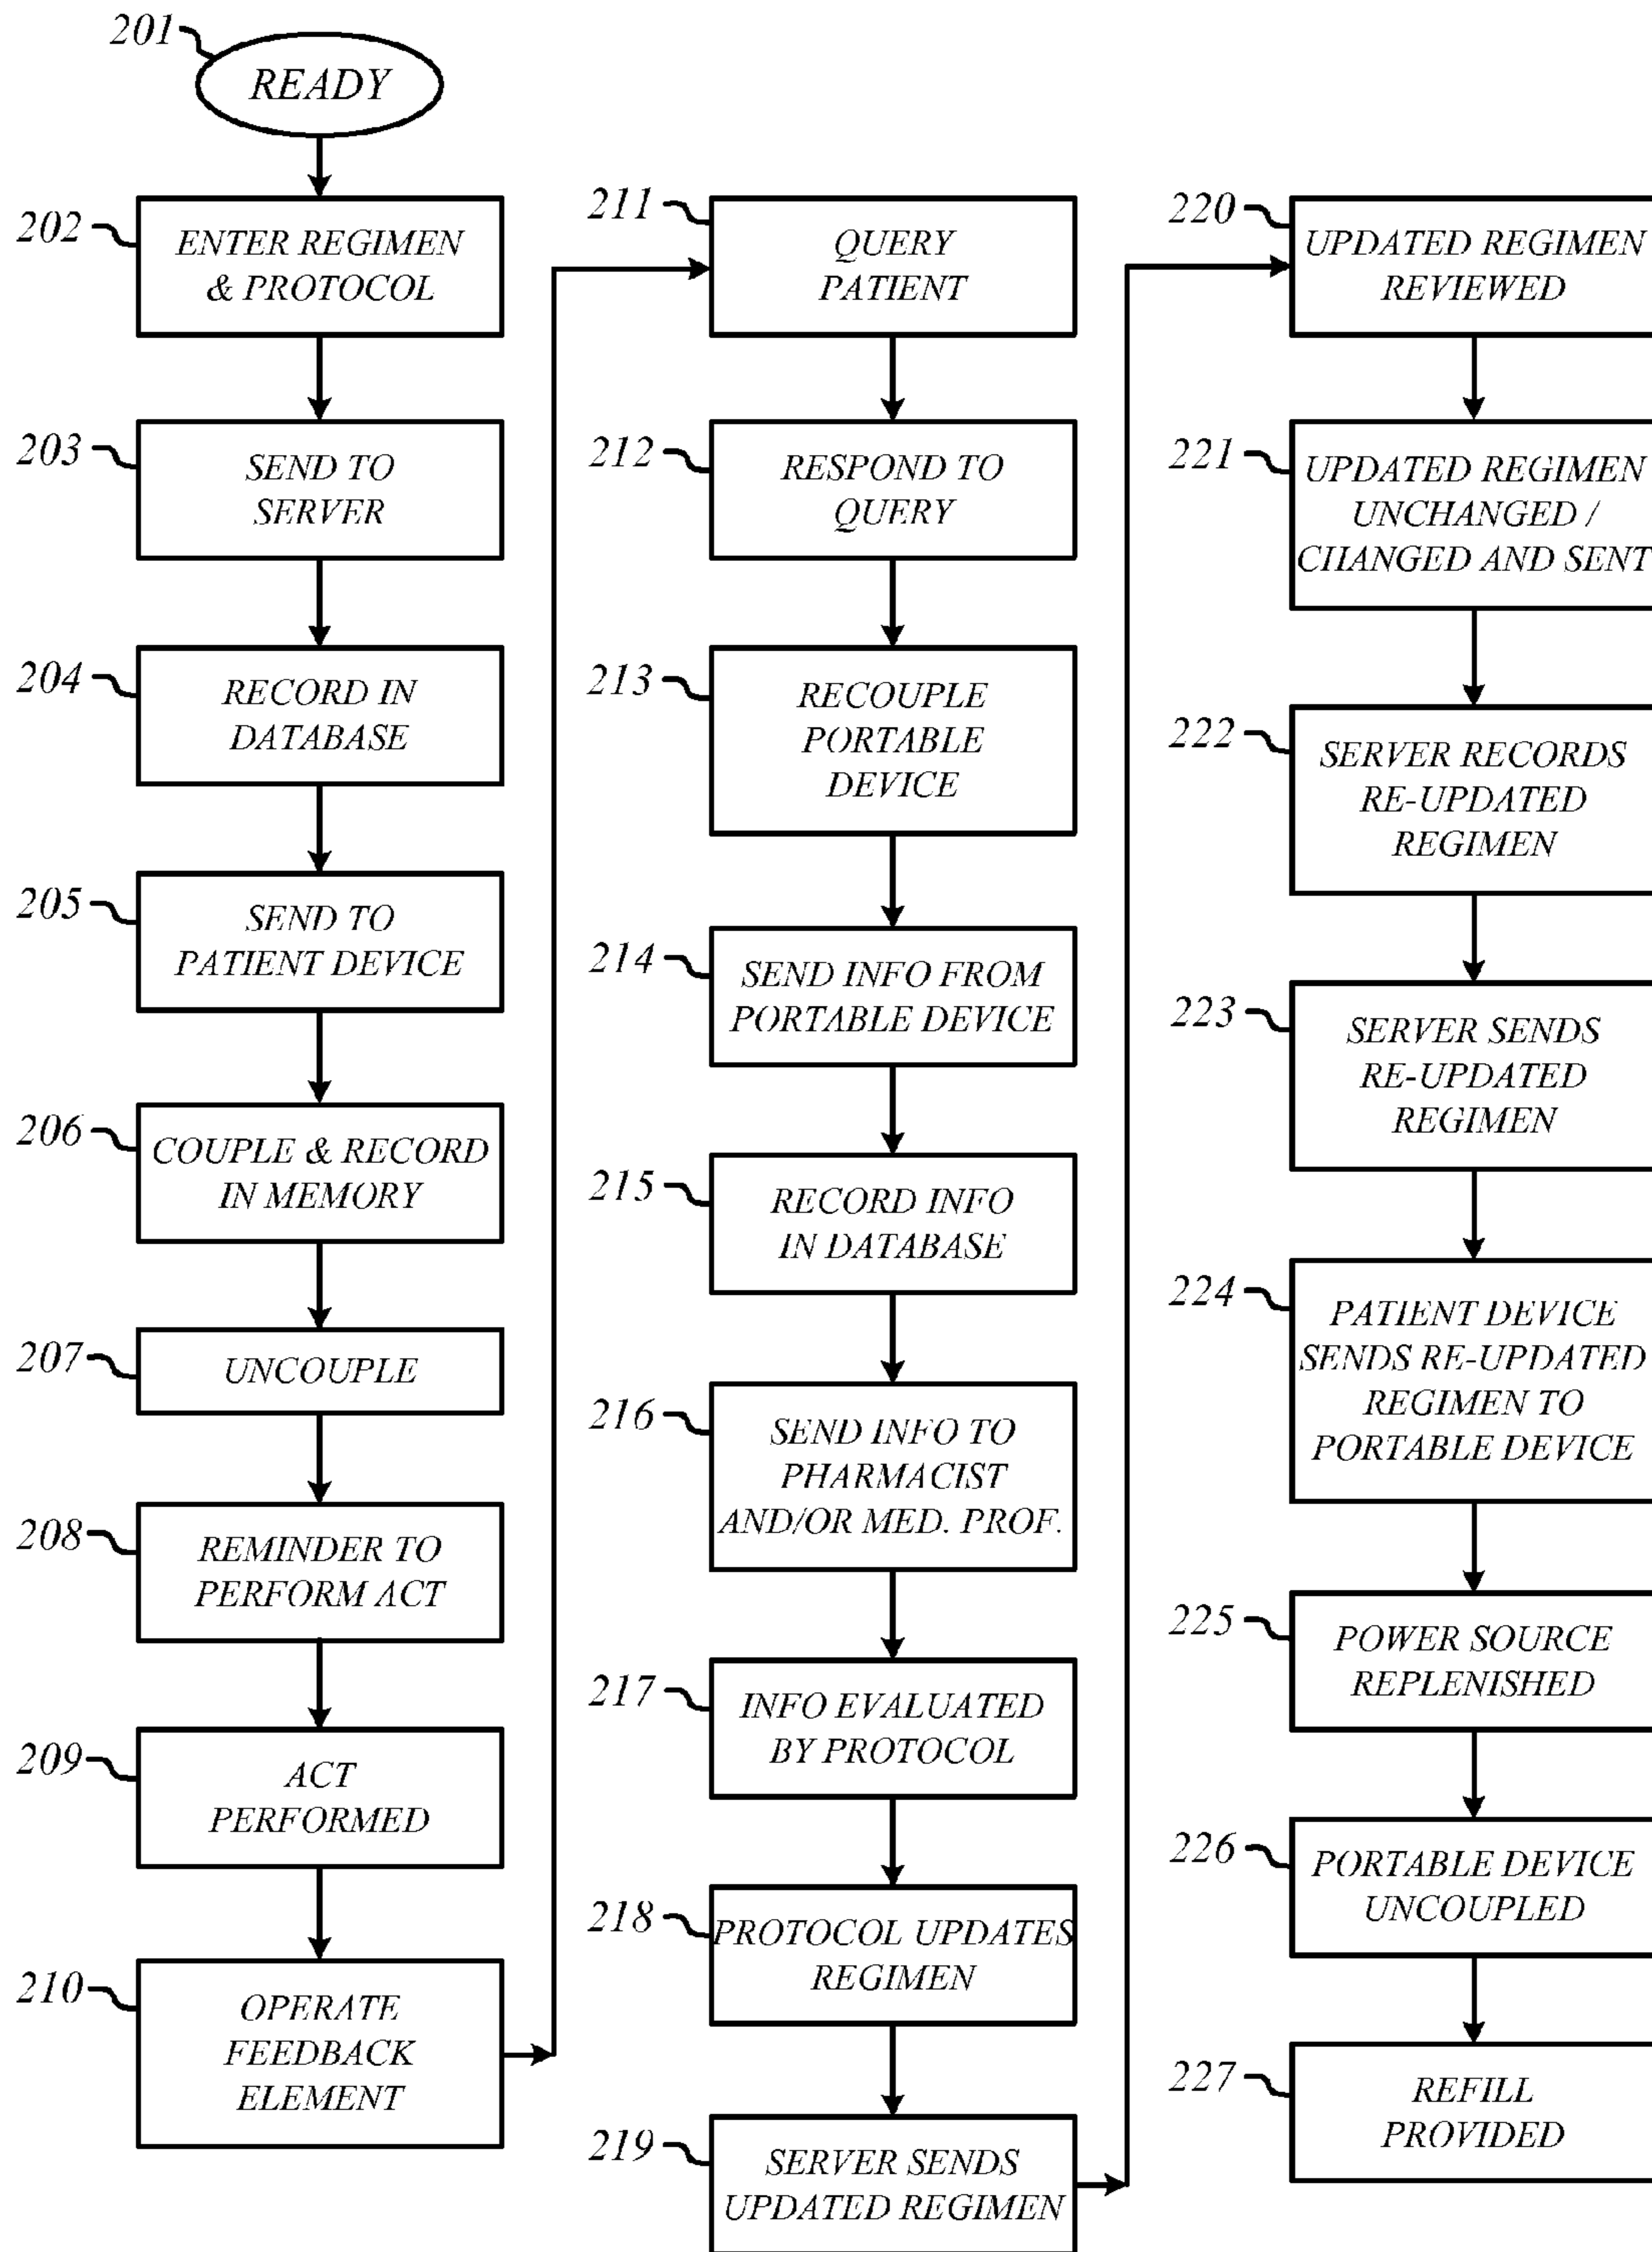 201
READY
202
ENTER REGIMEN
& PROTOCOL
203
SEND TO
SERVER
204
RECORD IN
DATABASE
205
SEND TO
PATIENT DEVICE
206
COUPLE & RECORD
IN MEMORY
207
UNCOUPLE
208
REMINDER TO
PERFORM ACT
209
ACT
PERFORMED
210
OPERATE
FEEDBACK
ELEMENT
211
QUERY
PATIENT
212
RESPOND TO
QUERY
213
RECOUPLE
PORTABLE
DEVICE
214
SEND INFO FROM
PORTABLE DEVICE
215
RECORD INFO
IN DATABASE
216
SEND INFO TO
PHARMACIST
AND/OR MED. PROF.
217
INFO EVALUATED
BY PROTOCOL
218
PROTOCOL UPDATES
REGIMEN
219
SERVER SENDS
UPDATED REGIMEN
220
UPDATED REGIMEN
REVIEWED
221
UPDATED REGIMEN
UNCHANGED /
CHANGED AND SENT
222
SERVER RECORDS
RE-UPDATED
REGIMEN
223
SERVER SENDS
RE-UPDATED
REGIMEN
224
PATIENT DEVICE
SENDS RE-UPDATED
REGIMEN TO
PORTABLE DEVICE
225
POWER SOURCE
REPLENISHED
226
PORTABLE DEVICE
UNCOUPLED
227
REFILL
PROVIDED